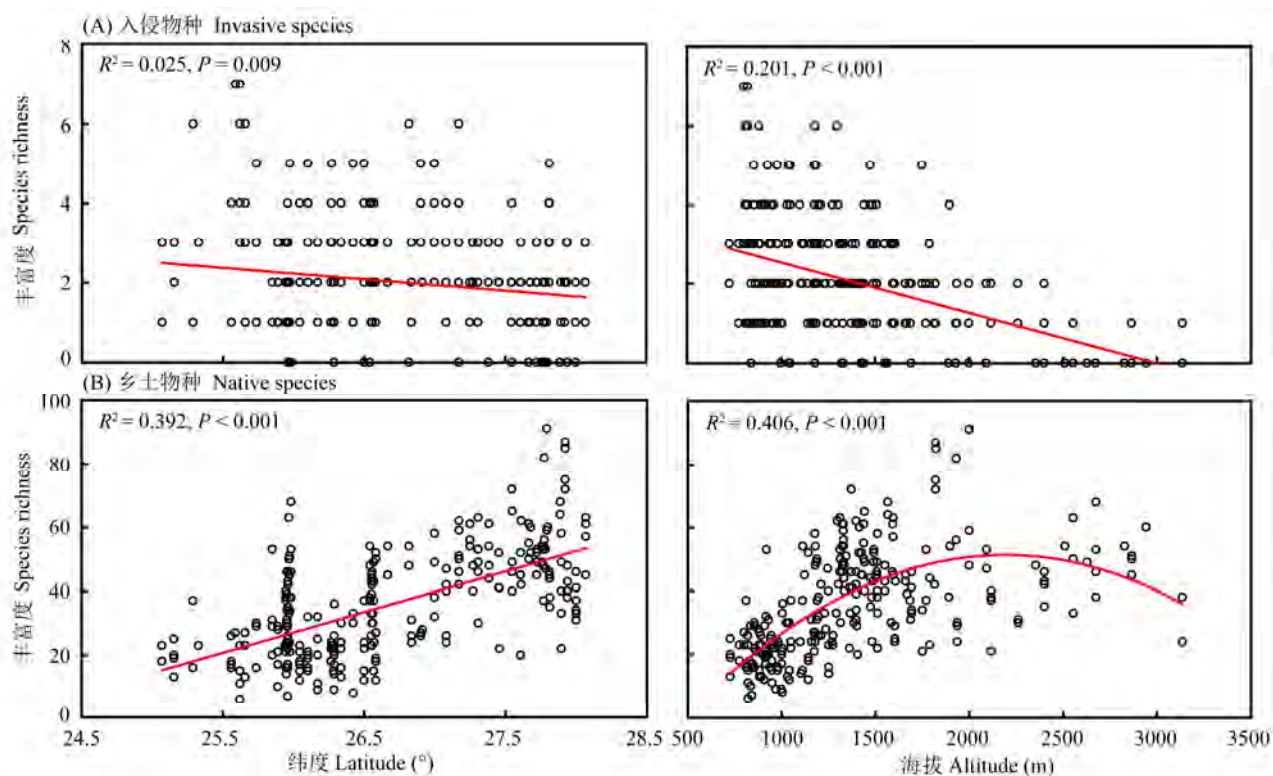 (A) 入侵物种 Invasive species
R² = 0.025, P = 0.009
R² = 0.201, P < 0.001
丰富度 Species richness
8
6
4
2
0
(B) 乡土物种 Native species
R² = 0.392, P < 0.001
R² = 0.406, P < 0.001
丰富度 Species richness
100
80
60
40
20
0
24.5 25.5 26.5 27.5 28.5
500 1000 1500 2000 2500 3000 3500
纬度 Latitude (°)
海拔 Altitude (m)